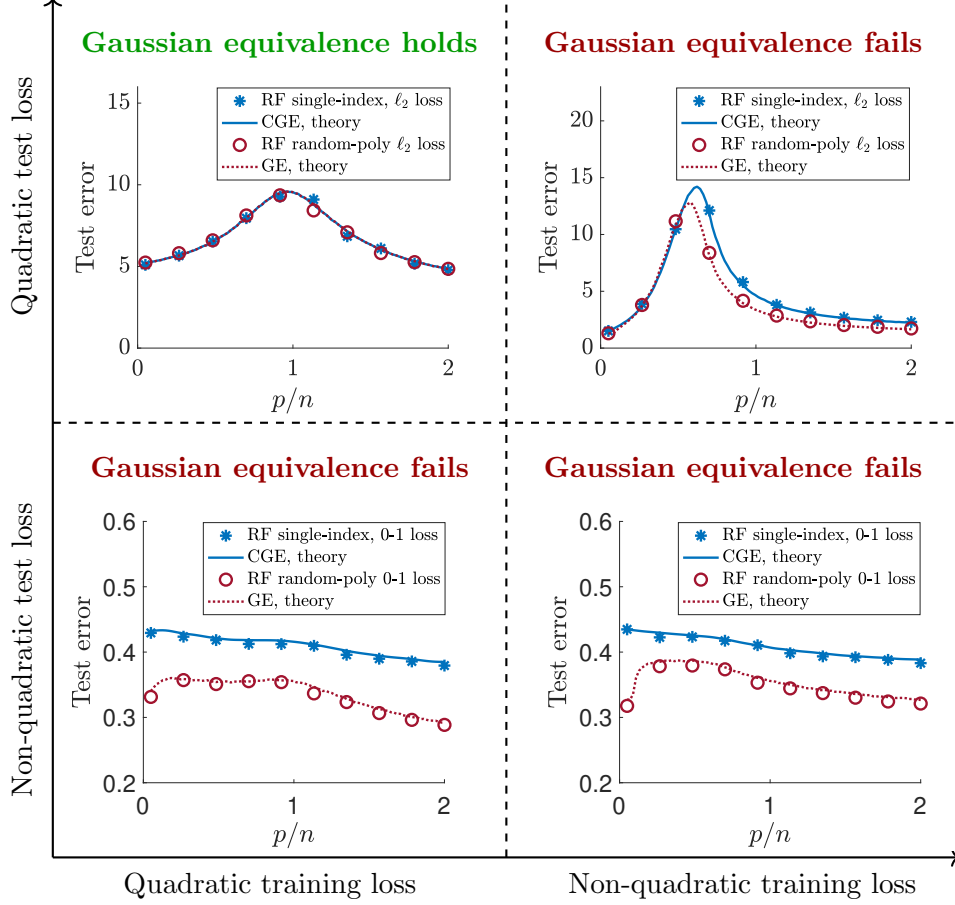 Gaussian equivalence holds
Quadratic test loss
Test error
15
10
5
0
RF single-index, ℓ₂ loss
CGE, theory
RF random-poly ℓ₂ loss
GE, theory
0
1
2
p/n
Gaussian equivalence fails
Test error
20
15
10
5
0
RF single-index, ℓ₂ loss
CGE, theory
RF random-poly ℓ₂ loss
GE, theory
0
1
2
p/n
Gaussian equivalence fails
Non-quadratic test loss
Test error
0.6
0.5
0.4
0.3
0.2
RF single-index, 0-1 loss
CGE, theory
RF random-poly 0-1 loss
GE, theory
0
1
2
p/n
Gaussian equivalence fails
Test error
0.6
0.5
0.4
0.3
0.2
RF single-index, 0-1 loss
CGE, theory
RF random-poly 0-1 loss
GE, theory
0
1
2
p/n
Quadratic training loss
Non-quadratic training loss